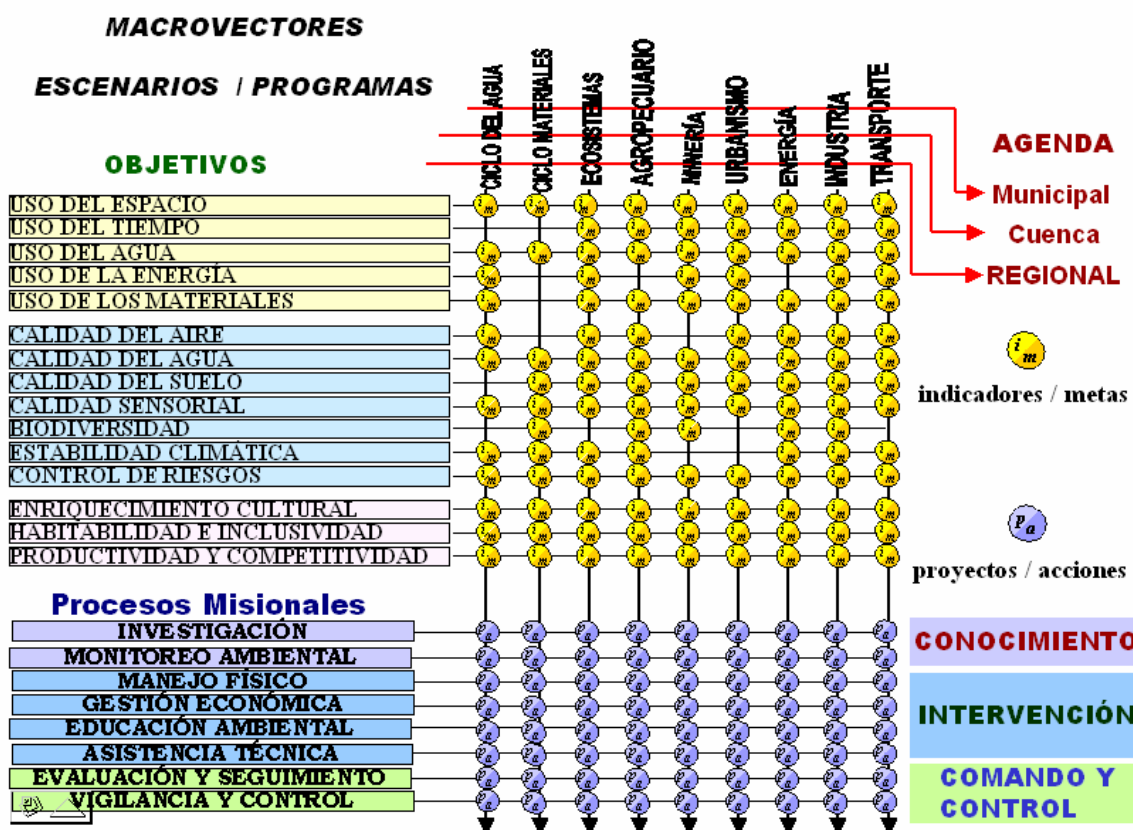 MACROVECTORES
ESCENARIOS / PROGRAMAS
OBJETIVOS
CICLO DEL AGUA
CICLO MATERIALES
ECOSISTEMAS
AGROPECUARIO
MINERÍA
URBANISMO
ENERGÍA
INDUSTRIA
TRANSPORTE
AGENDA
Municipal
Cuenca
REGIONAL
USO DEL ESPACIO
USO DEL TIEMPO
USO DEL AGUA
USO DE LA ENERGÍA
USO DE LOS MATERIALES
CALIDAD DEL AIRE
CALIDAD DEL AGUA
CALIDAD DEL SUELO
CALIDAD SENSORIAL
BIODIVERSIDAD
ESTABILIDAD CLIMÁTICA
CONTROL DE RIESGOS
ENRIQUECIMIENTO CULTURAL
HABITABILIDAD E INCLUSIVIDAD
PRODUCTIVIDAD Y COMPETITIVIDAD
i m
indicadores / metas
P a
proyectos / acciones
Procesos Misionales
INVESTIGACIÓN
MONITOREO AMBIENTAL
MANEJO FÍSICO
GESTIÓN ECONÓMICA
EDUCACIÓN AMBIENTAL
ASISTENCIA TÉCNICA
EVALUACIÓN Y SEGUIMIENTO
VIGILANCIA Y CONTROL
CONOCIMIENTO
INTERVENCIÓN
COMANDO Y
CONTROL